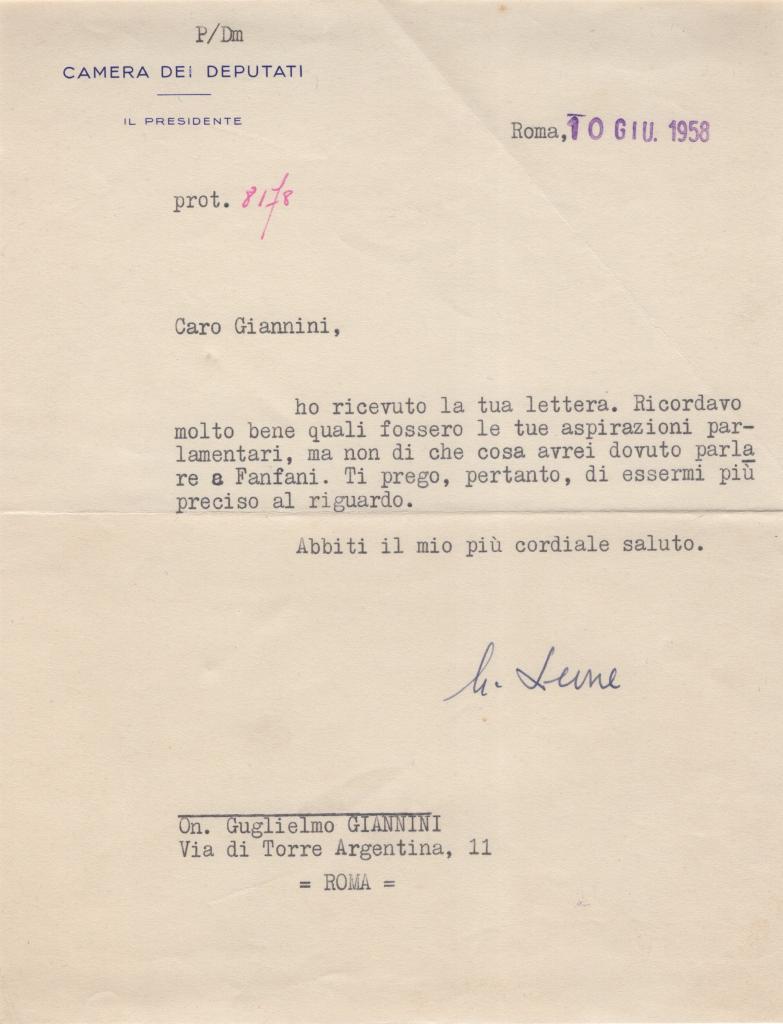 P/Dm
CAMERA DEI DEPUTATI
IL PRESIDENTE
Roma, 10 GIU. 1958
prot. 8178
Caro Giannini,
ho ricevuto la tua lettera. Ricordavo
molto bene quali fossero le tue aspirazioni par-
lamentari, ma non di che cosa avrei dovuto parla
re a Fanfani. Ti prego, pertanto, di essermi più
preciso al riguardo.
Abbiti il mio più cordiale saluto.
G. Leone
On. Guglielmo GIANNINI
Via di Torre Argentina, 11
= ROMA =